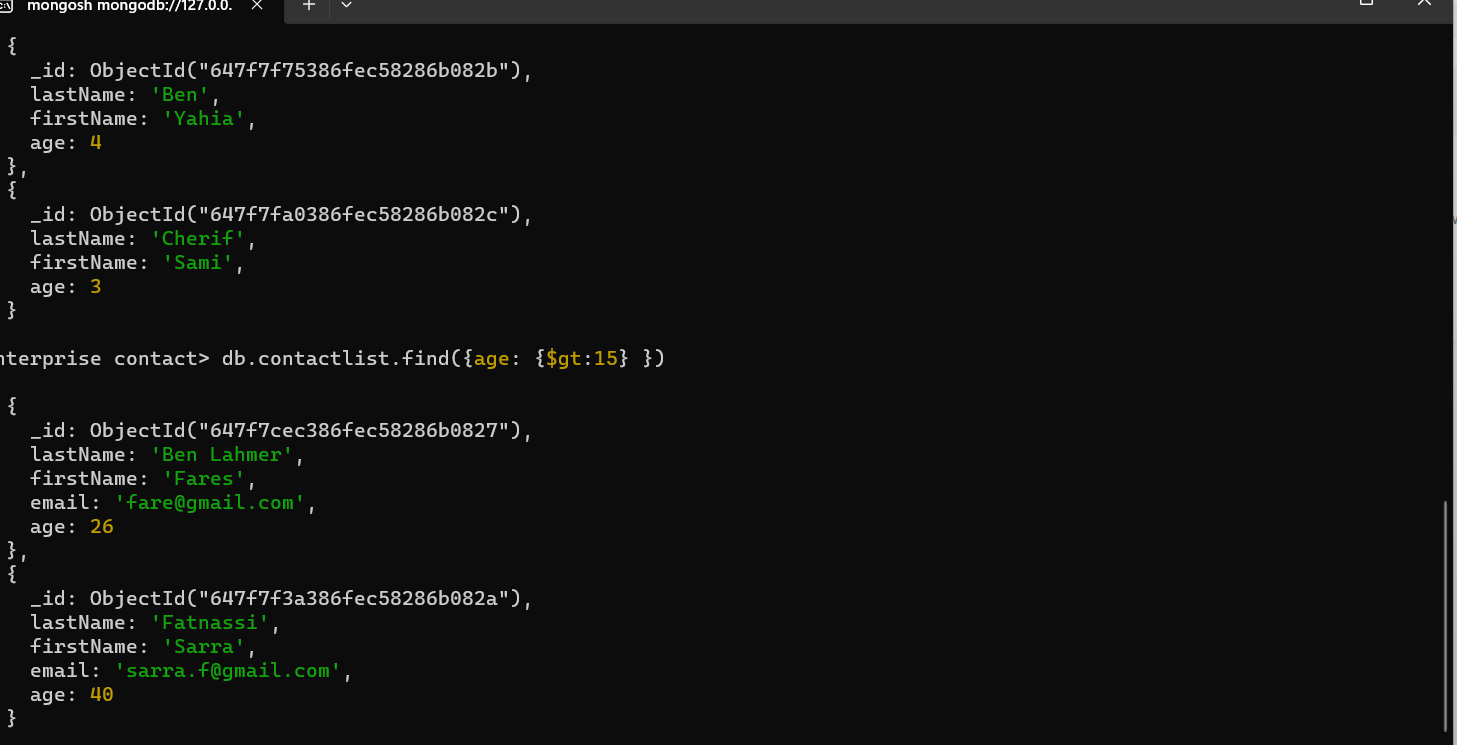 mongosh mongodb://127.0.0.
{
_id: ObjectId("647f7f75386fec58286b082b"),
lastName: 'Ben',
firstName: 'Yahia',
age: 4
},
{
_id: ObjectId("647f7fa0386fec58286b082c"),
lastName: 'Cherif',
firstName: 'Sami',
age: 3
}
nterprise contact> db.contactlist.find({age: {$gt:15} })
{
_id: ObjectId("647f7cec386fec58286b0827"),
lastName: 'Ben Lahmer',
firstName: 'Fares',
email: 'fare@gmail.com',
age: 26
},
{
_id: ObjectId("647f7f3a386fec58286b082a"),
lastName: 'Fatnassi',
firstName: 'Sarra',
email: 'sarra.f@gmail.com',
age: 40
}